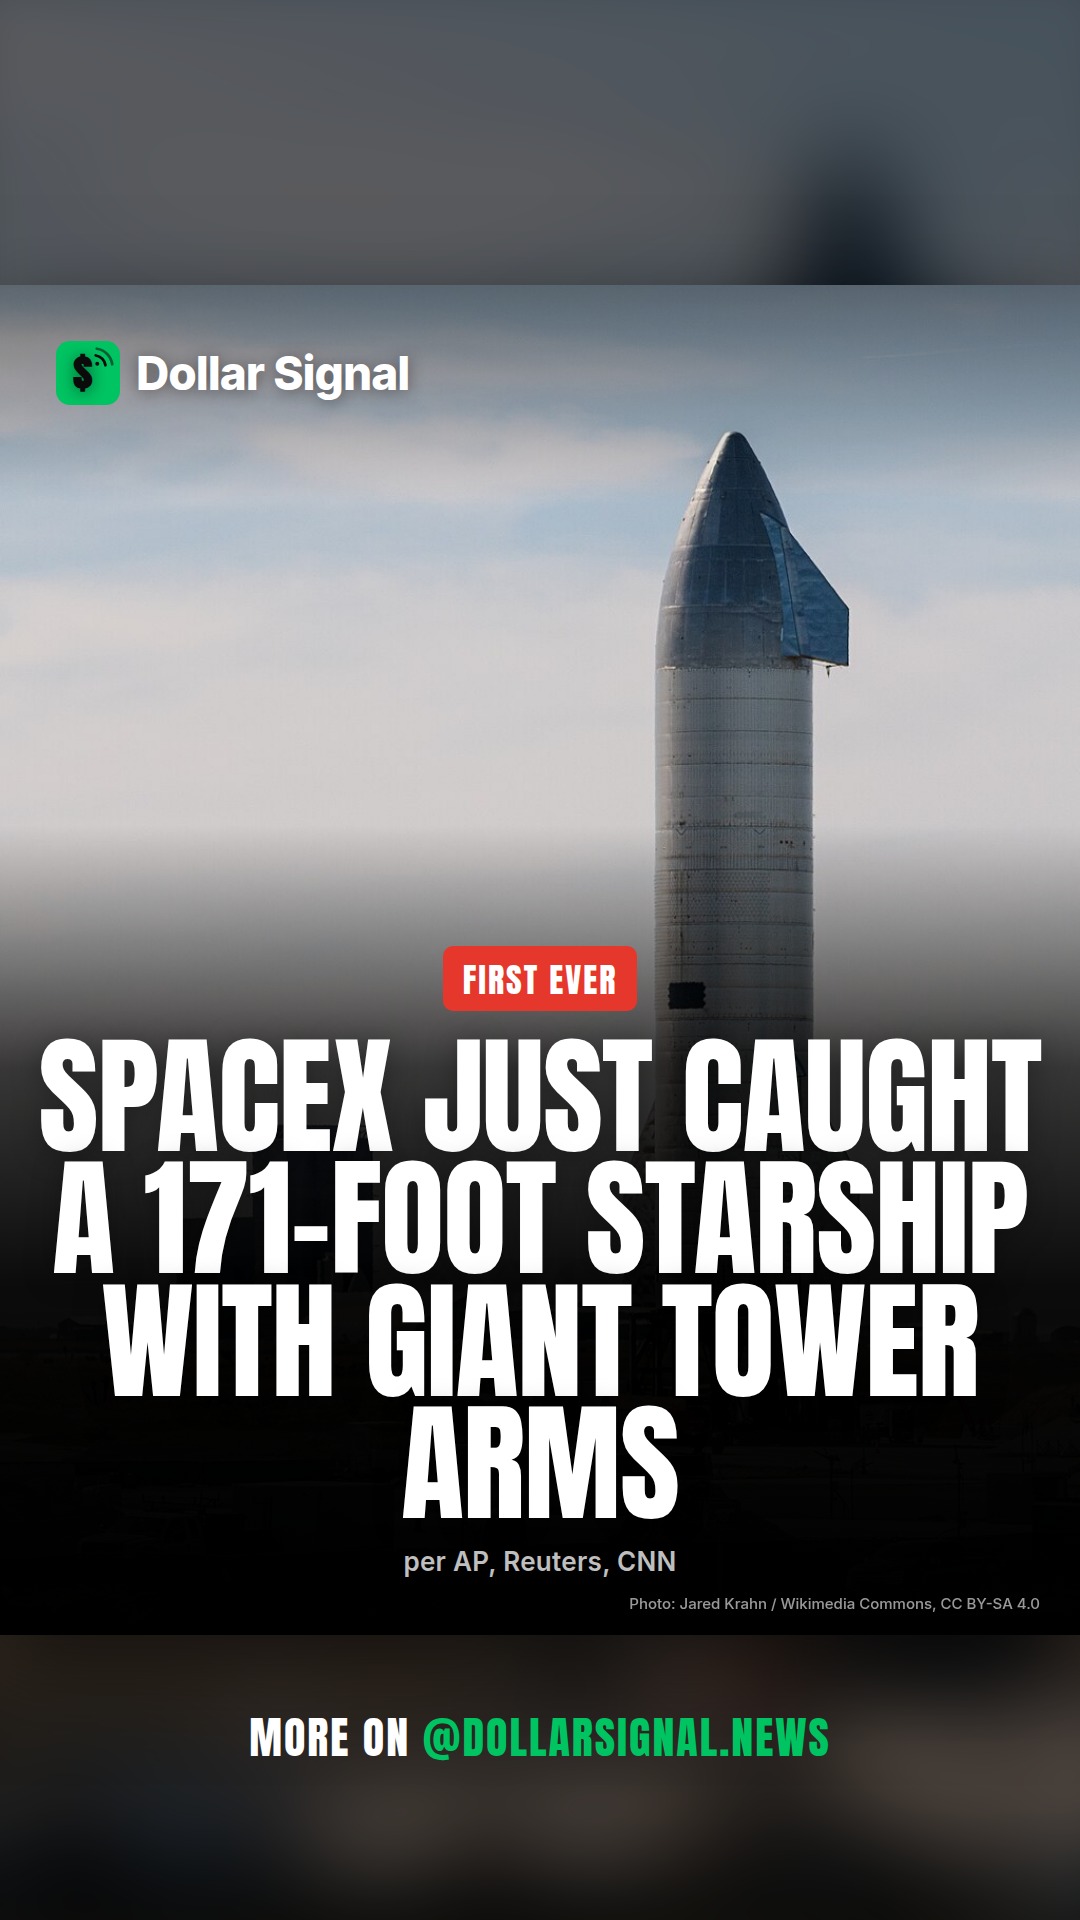 Dollar Signal
FIRST EVER
SPACEX JUST CAUGHT
A 171-FOOT STARSHIP
WITH GIANT TOWER
ARMS
per AP, Reuters, CNN
Photo: Jared Krahn / Wikimedia Commons, CC BY-SA 4.0
MORE ON @DOLLARSIGNAL.NEWS